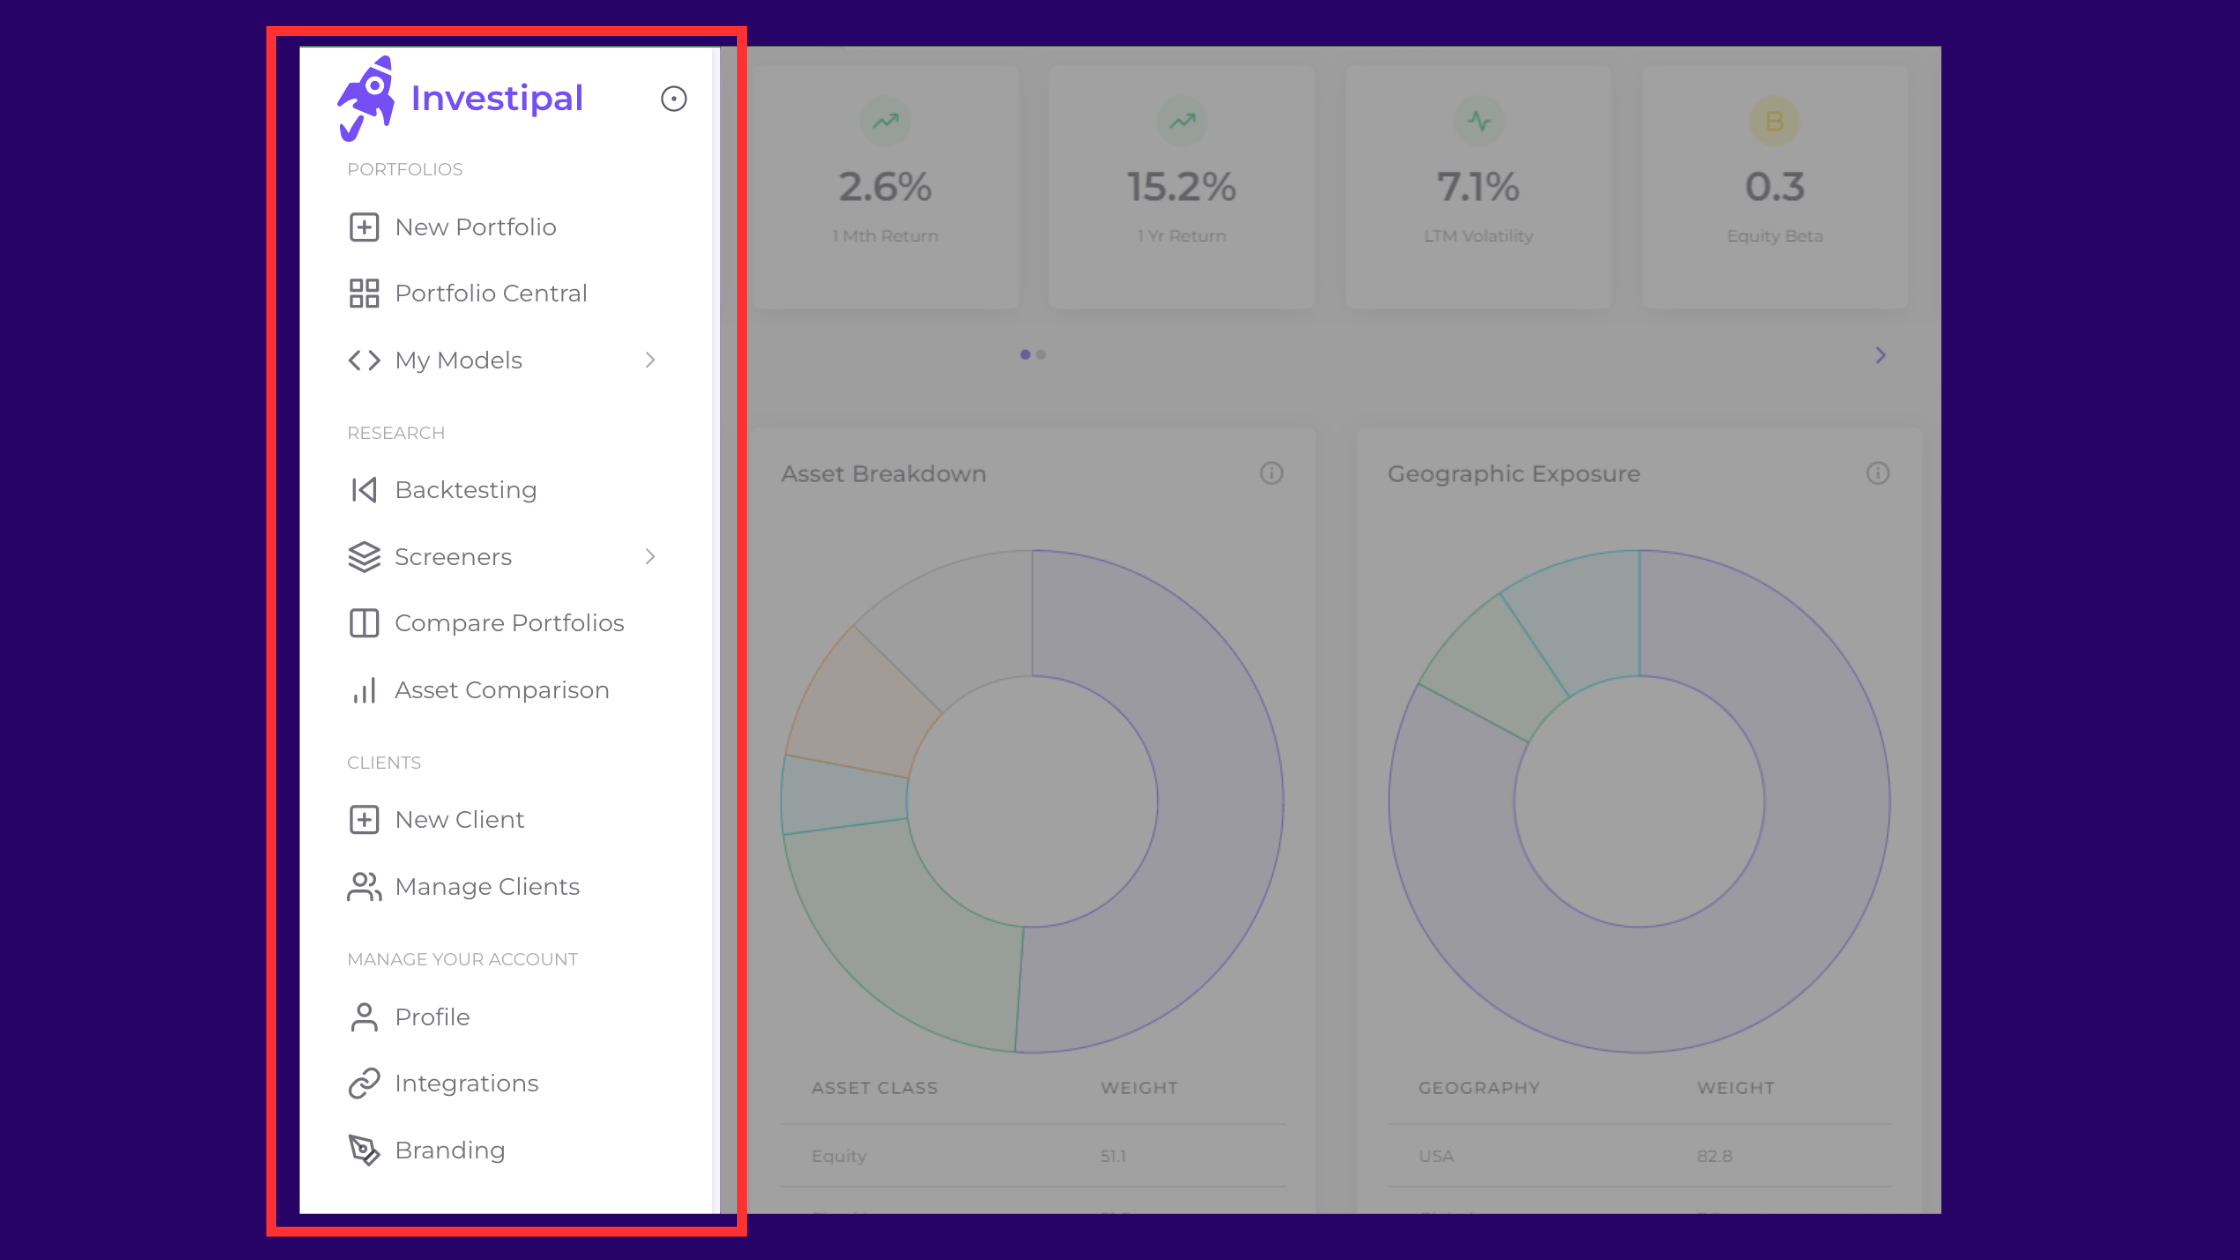 Investipal
PORTFOLIOS
New Portfolio
Portfolio Central
My Models
RESEARCH
Backtesting
Screeners
Compare Portfolios
Asset Comparison
CLIENTS
New Client
Manage Clients
MANAGE YOUR ACCOUNT
Profile
Integrations
Branding
2.6%
1 Mth Return
15.2%
1 Yr Return
7.1%
LTM Volatility
B
0.3
Equity Beta
Asset Breakdown
ASSET CLASS WEIGHT
Equity 51.1
Geographic Exposure
GEOGRAPHY WEIGHT
USA 82.8